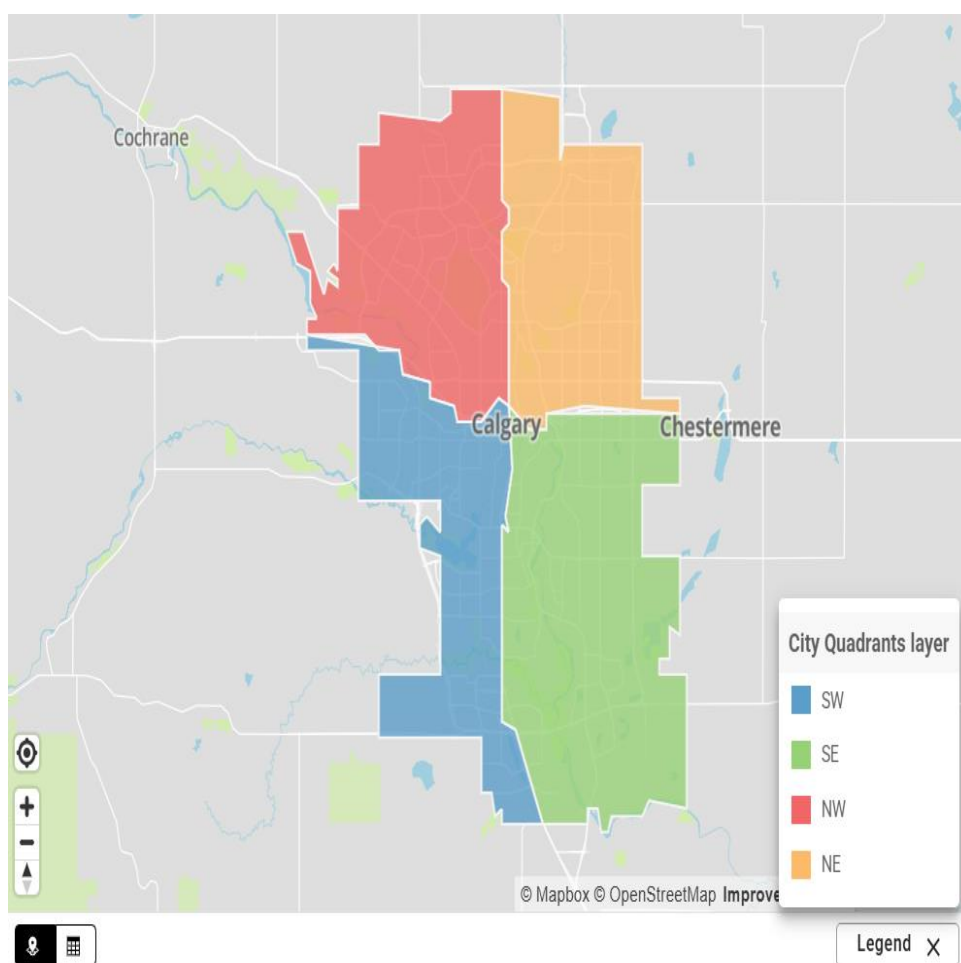 Cochrane
Calgary
Chestermere
City Quadrants layer
SW
SE
NW
NE
© Mapbox © OpenStreetMap Improve
Legend